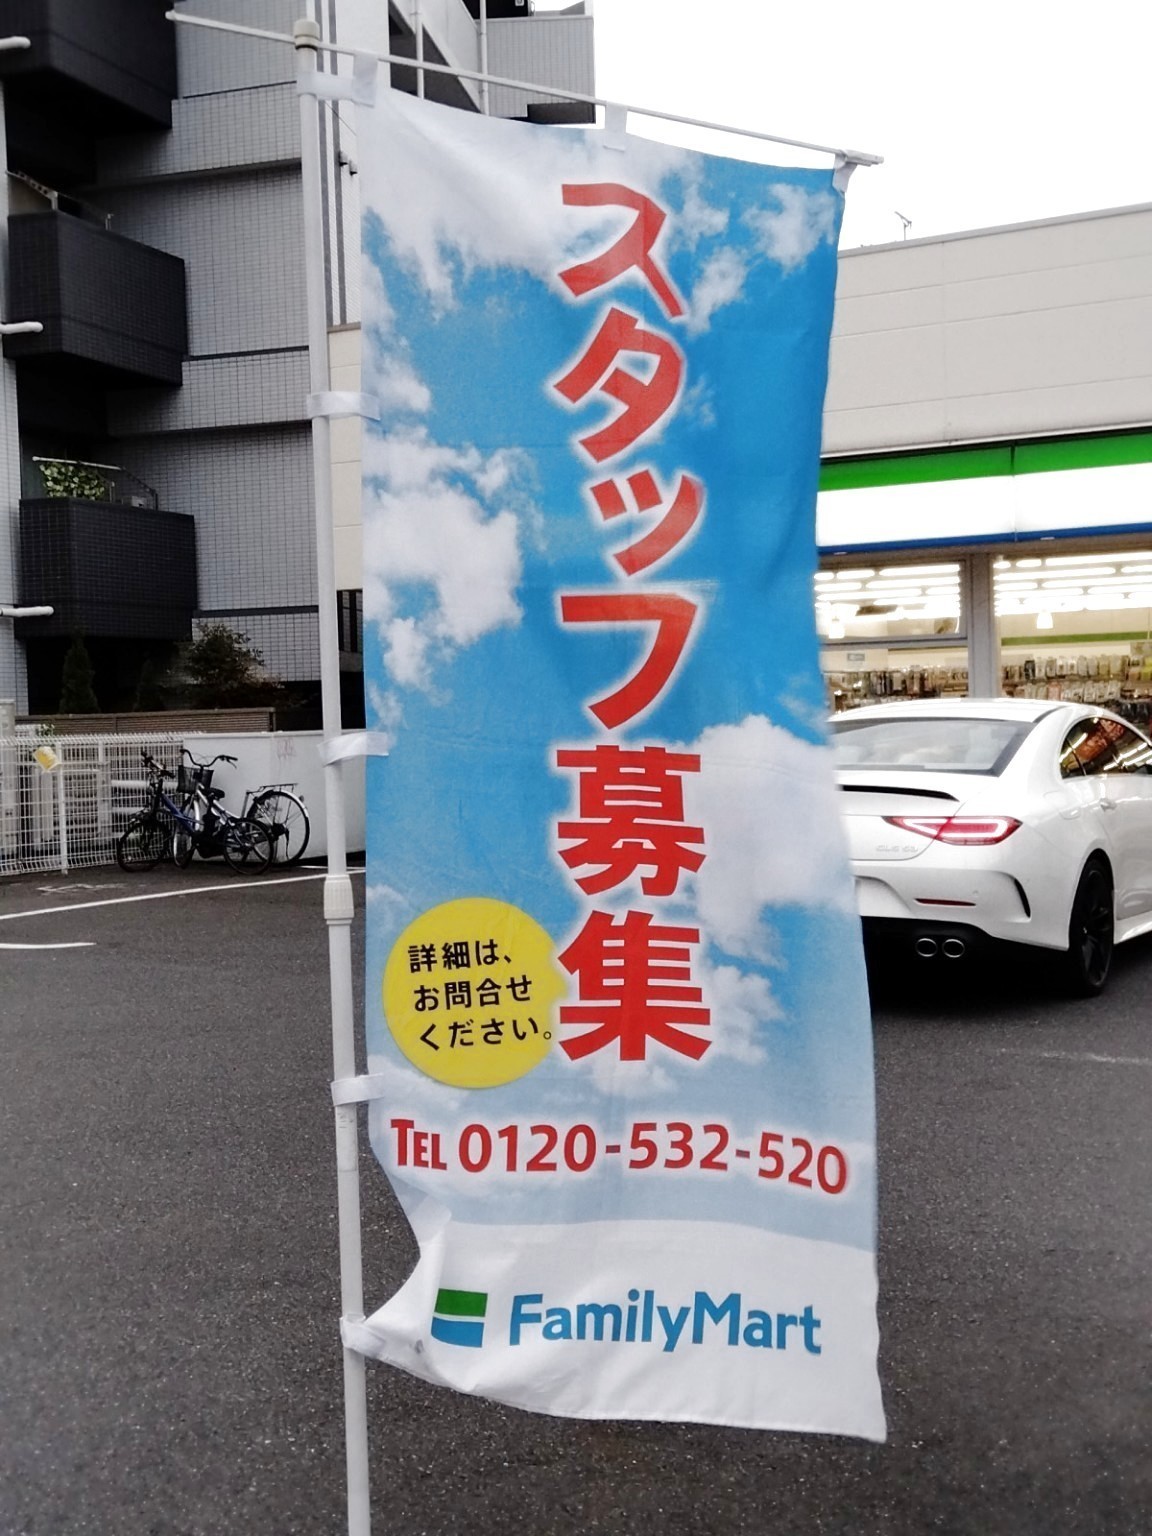 スタッフ募集
詳細は、
お問合せ
ください。
TEL 0120-532-520
FamilyMart